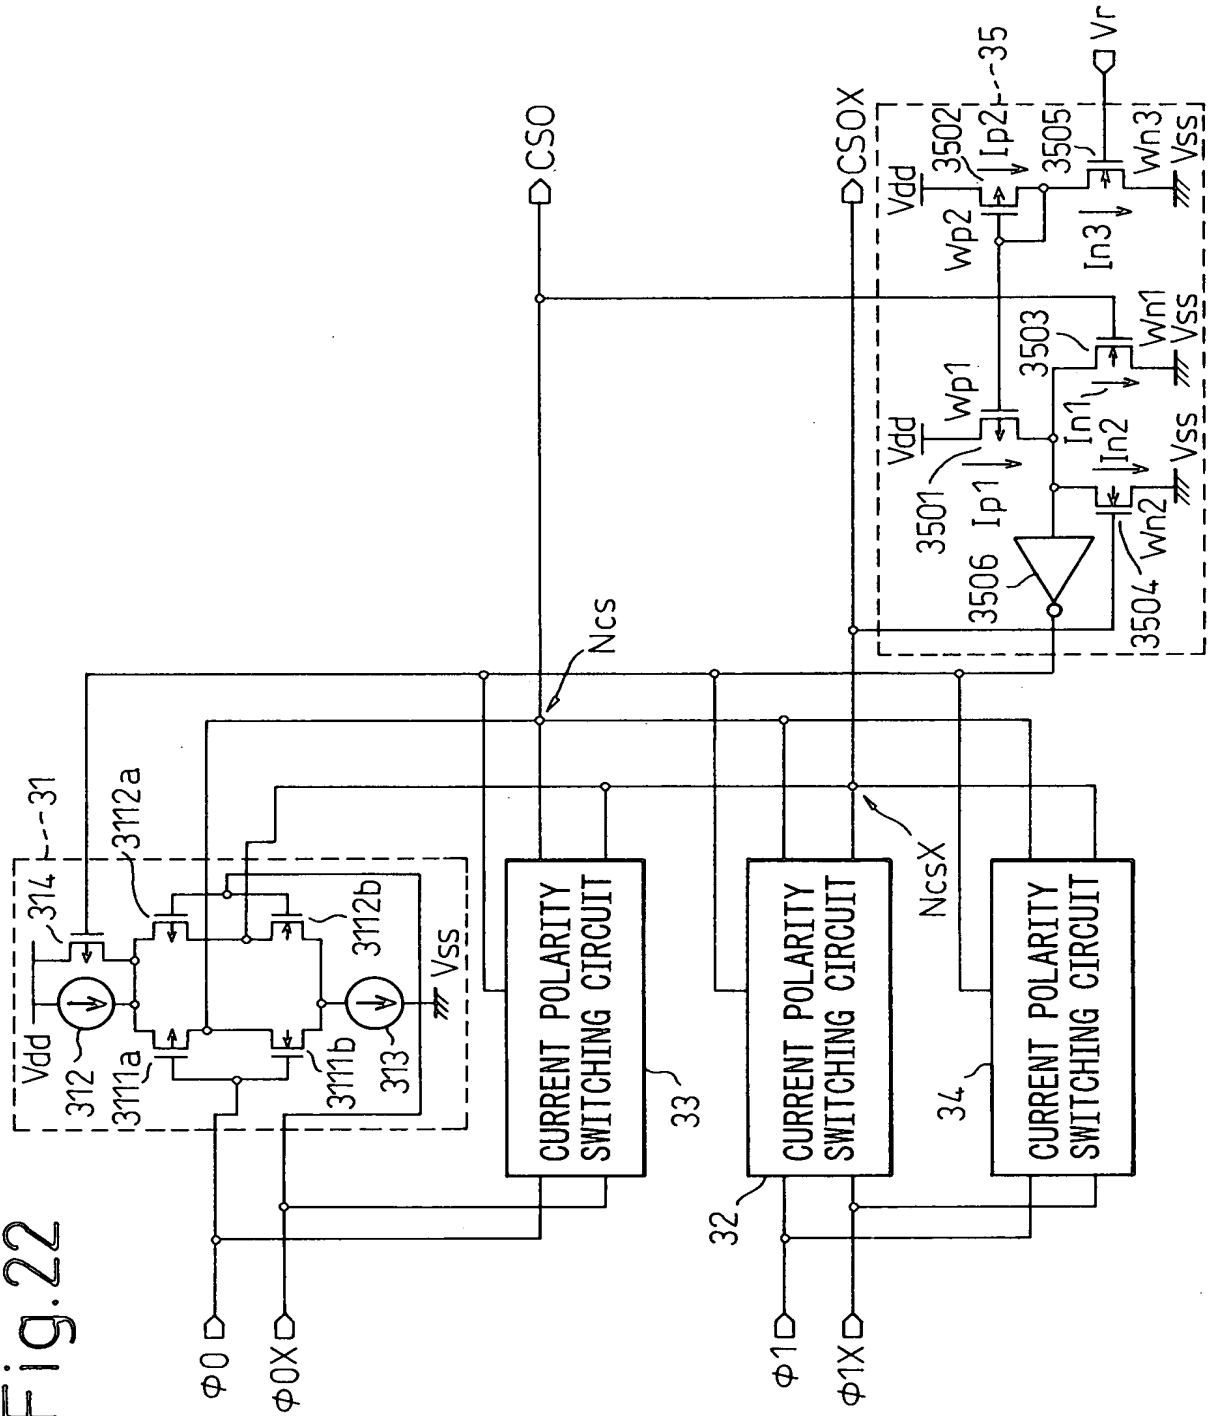 Fig.22
φ0
φ0X
φ1
φ1X
31
Vdd
312
314
3111a
3112a
3111b
3112b
313
Vss
CURRENT POLARITY
SWITCHING CIRCUIT
33
CURRENT POLARITY
SWITCHING CIRCUIT
32
CURRENT POLARITY
SWITCHING CIRCUIT
34
Ncs
NcsX
CSO
CSOX
35
Vdd
3501
Wp1
Ip1
Vdd
Wp2
3502
Ip2
3506
3504
Wn2
In2
Vss
In1
3503
Wn1
Vss
In3
3505
Wn3
Vss
Vr